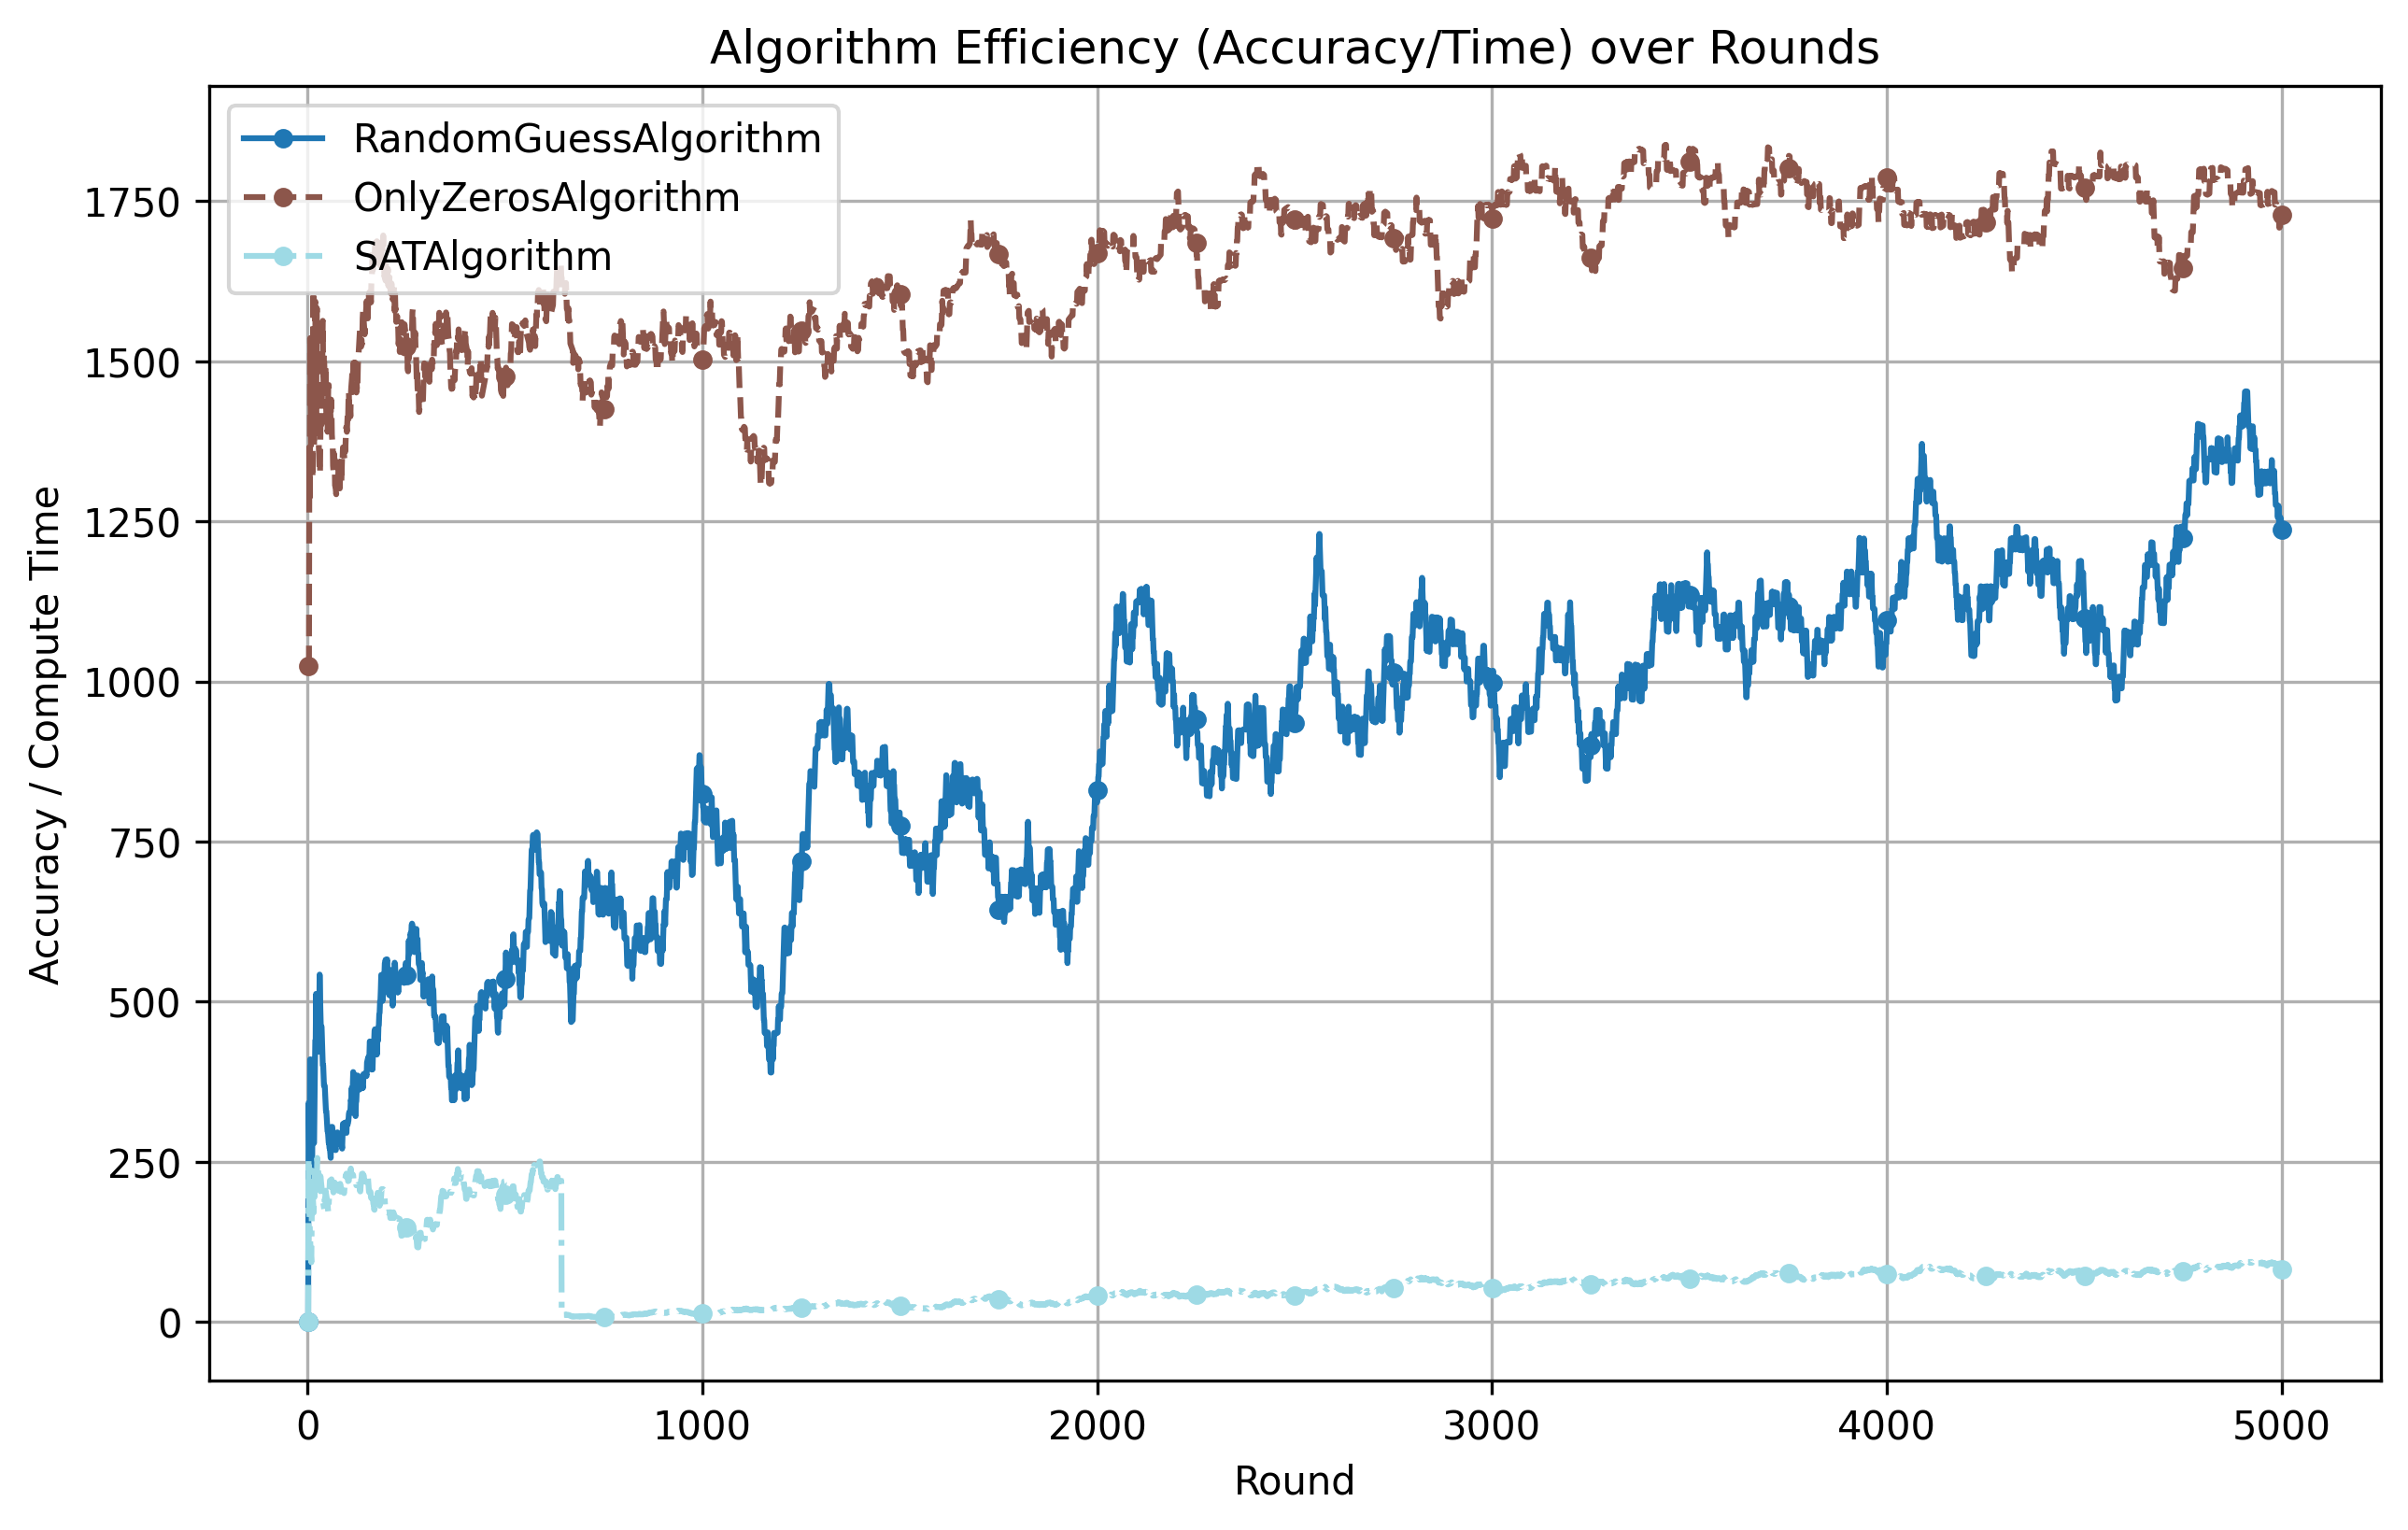 Algorithm Efficiency (Accuracy/Time) over Rounds
RandomGuessAlgorithm
OnlyZerosAlgorithm
SATAlgorithm
Accuracy / Compute Time
1750
1500
1250
1000
750
500
250
0
0 1000 2000 3000 4000 5000
Round